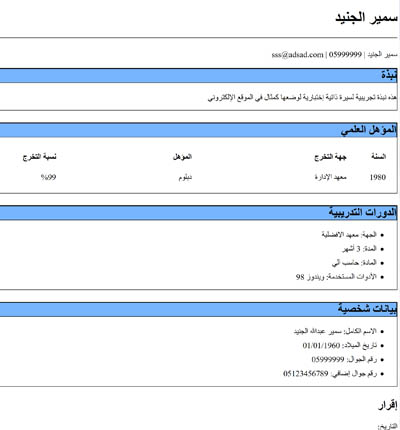 سمير الجنيد
سمير الجنيد | 05999999 | sss@adsad.com
نبذة
هذه نبذة تجريبية لسيرة ذاتية إختبارية لوضعها كمثال في الموقع الإلكتروني
المؤهل العلمي
السنة جهة التخرج المؤهل نسبة التخرج
1980 معهد الإدارة دبلوم 99%
الدورات التدريبية
الجهة: معهد الافضلية
المدة: 3 أشهر
المادة: حاسب آلي
الأدوات المستخدمة: ويندوز 98
بيانات شخصية
الاسم الكامل: سمير عبدالله الجنيد
تاريخ الميلاد: 01/01/1960
رقم الجوال: 05999999
رقم جوال إضافي: 05123456789
إقرار
التاريخ: